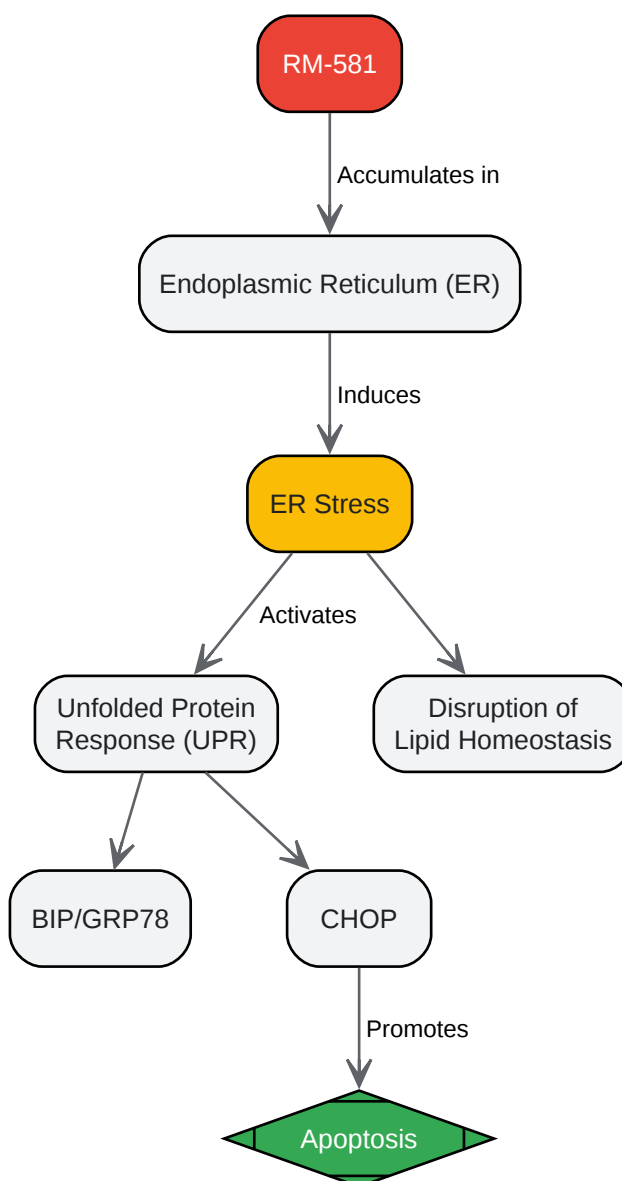 RM-581
Accumulates in
Endoplasmic Reticulum (ER)
Induces
ER Stress
Activates
Unfolded Protein
Response (UPR)
Disruption of
Lipid Homeostasis
BIP/GRP78
CHOP
Promotes
Apoptosis